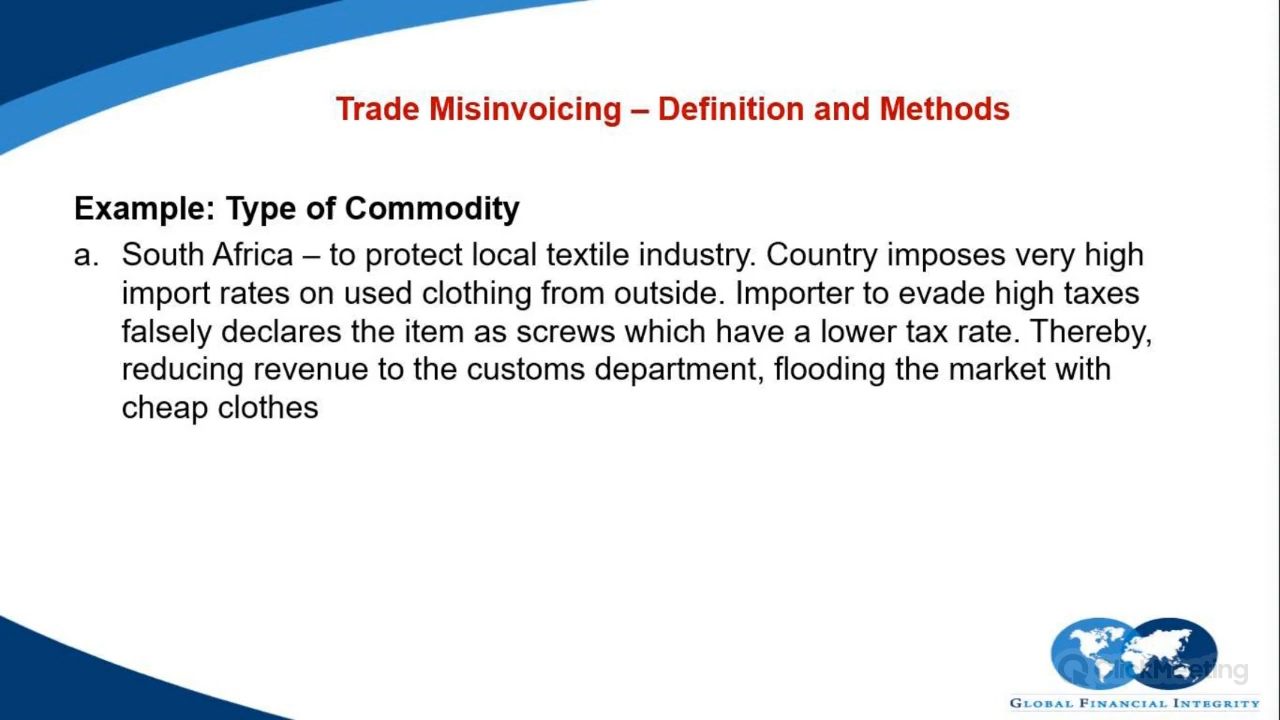 Trade Misinvoicing – Definition and Methods
Example: Type of Commodity
a. South Africa – to protect local textile industry. Country imposes very high
import rates on used clothing from outside. Importer to evade high taxes
falsely declares the item as screws which have a lower tax rate. Thereby,
reducing revenue to the customs department, flooding the market with
cheap clothes
ClickMeeting
GLOBAL FINANCIAL INTEGRITY